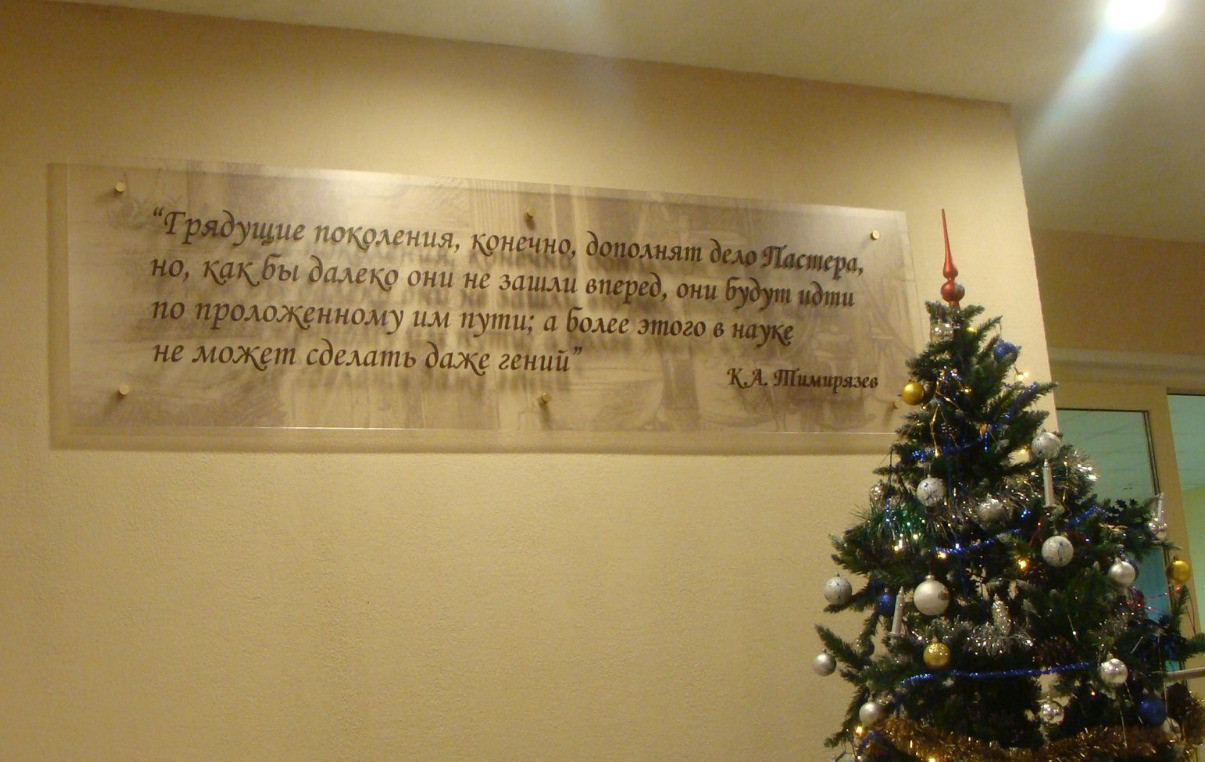 “Грядущие поколения, конечно, дополнят дело Пастера,
но, как бы далеко они не зашли вперед, они будут идти
по проложенному им пути; а более этого в науке
не может сделать даже гений”
К.А. Тимирязев